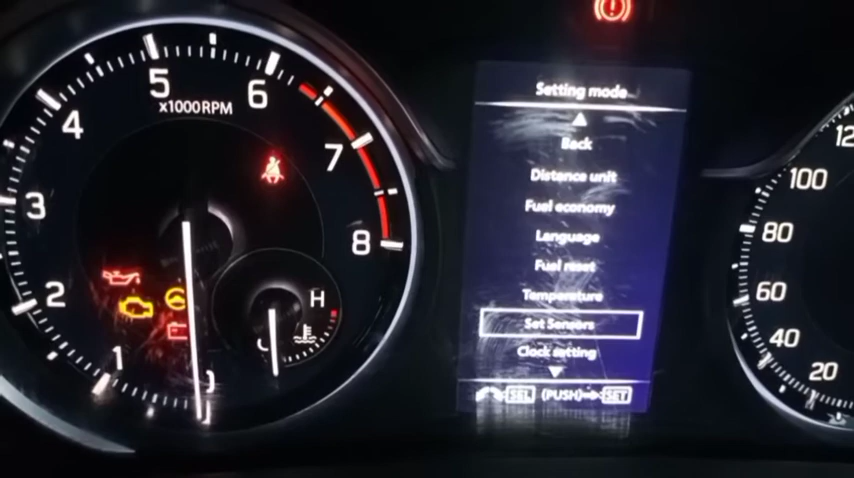 5
6
x1000RPM
4
7
3
8
2
H
1
Setting mode
Back
Distance unit
Fuel economy
Language
Fuel reset
Temperature
Set Sensors
Clock setting
SEL (PUSH) SET
12
100
80
60
40
20